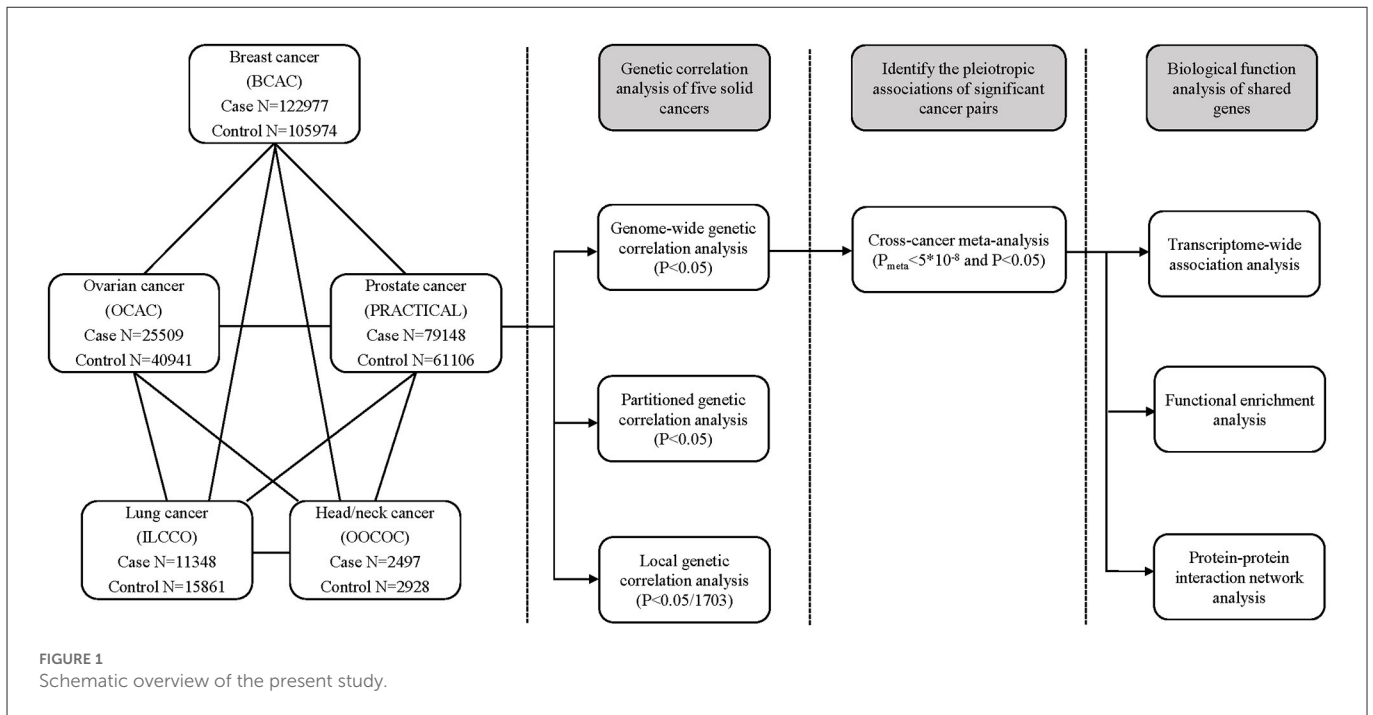 Breast cancer
(BCAC)
Case N=122977
Control N=105974
Ovarian cancer
(OCAC)
Case N=25509
Control N=40941
Prostate cancer
(PRACTICAL)
Case N=79148
Control N=61106
Lung cancer
(ILCCO)
Case N=11348
Control N=15861
Head/neck cancer
(OOCOC)
Case N=2497
Control N=2928
Genetic correlation
analysis of five solid
cancers
Genome-wide genetic
correlation analysis
(P<0.05)
Partitioned genetic
correlation analysis
(P<0.05)
Local genetic
correlation analysis
(P<0.05/1703)
Identify the pleiotropic
associations of significant
cancer pairs
Cross-cancer meta-analysis
(Pmeta<5*10-8 and P<0.05)
Biological function
analysis of shared
genes
Transcriptome-wide
association analysis
Functional enrichment
analysis
Protein-protein
interaction network
analysis
FIGURE 1
Schematic overview of the present study.